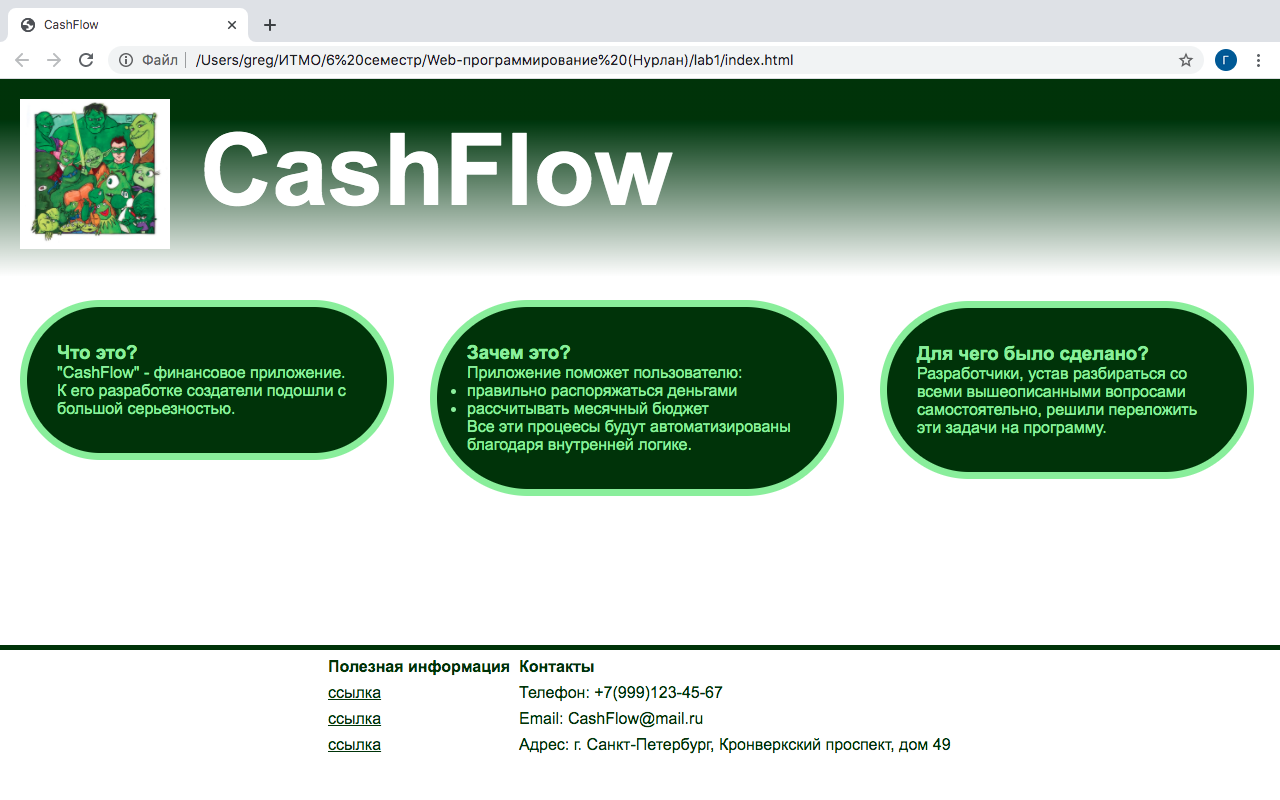 CashFlow
Файл
/Users/greg/ИТМО/6%20семестр/Web-программирование%20(Нурлан)/lab1/index.html
Г
CashFlow
Что это?
"CashFlow" - финансовое приложение.
К его разработке создатели подошли с
большой серьезностью.
Зачем это?
Приложение поможет пользователю:
• правильно распоряжаться деньгами
• рассчитывать месячный бюджет
Все эти процеесы будут автоматизированы
благодаря внутренней логике.
Для чего было сделано?
Разработчики, устав разбираться со
всеми вышеописанными вопросами
самостоятельно, решили переложить
эти задачи на программу.
Полезная информация
ссылка
ссылка
ссылка
Контакты
Телефон: +7(999)123-45-67
Email: CashFlow@mail.ru
Адрес: г. Санкт-Петербург, Кронверкский проспект, дом 49